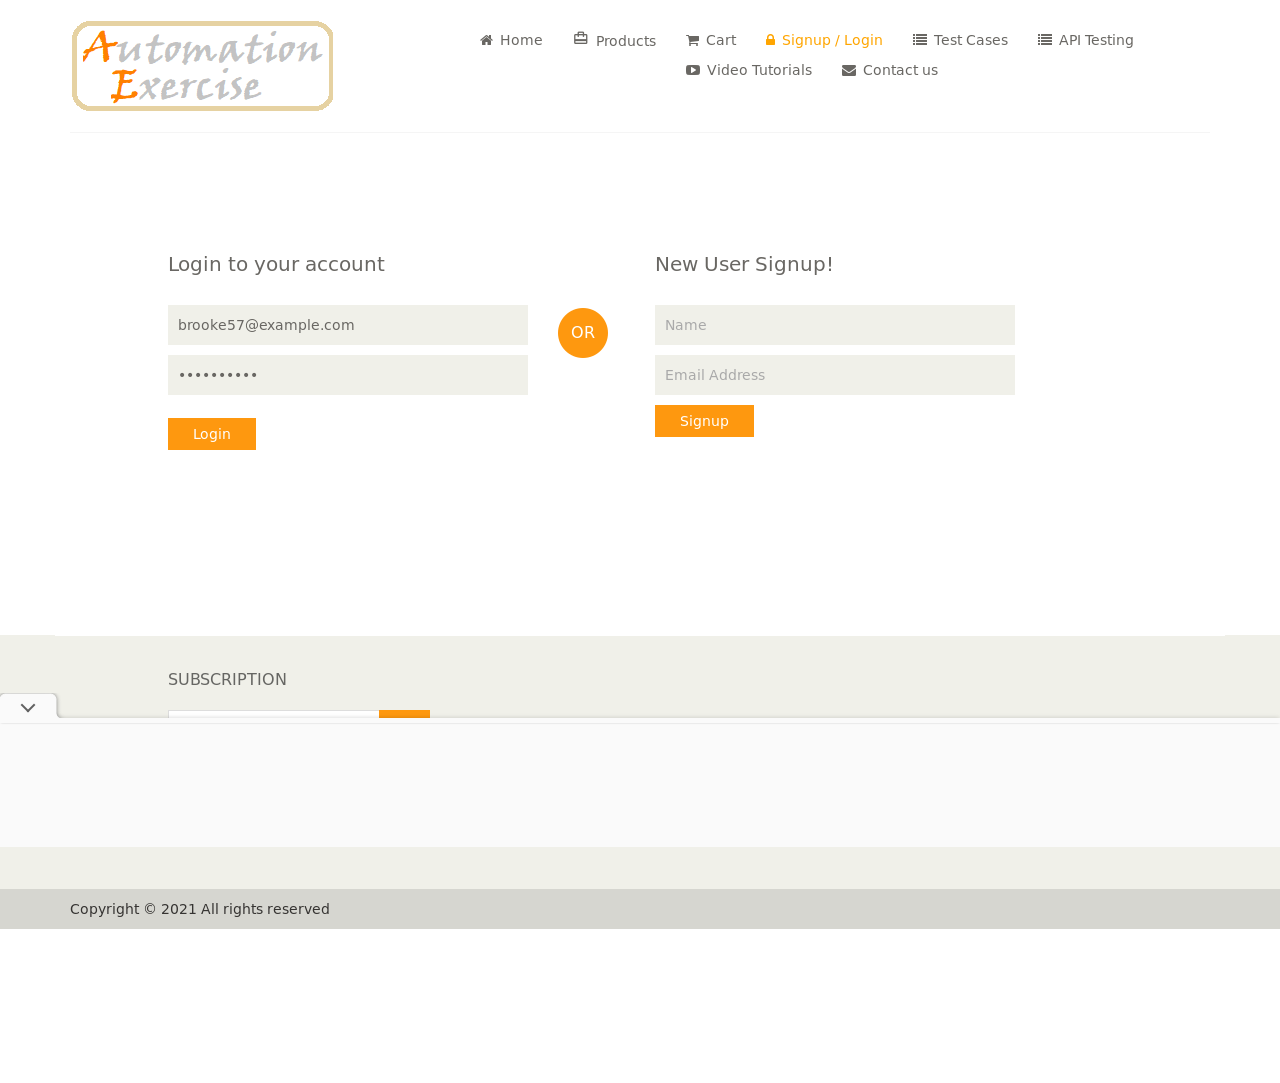 Automation
Exercise
Home
Products
Cart
Signup / Login
Test Cases
API Testing
Video Tutorials
Contact us
Login to your account
New User Signup!
brooke57@example.com
••••••••••
OR
Name
Email Address
Login
Signup
SUBSCRIPTION
Copyright © 2021 All rights reserved